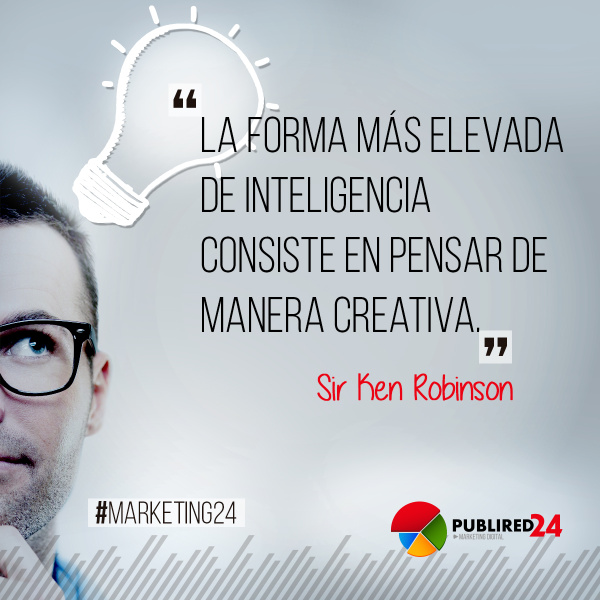 “
LA FORMA MÁS ELEVADA
DE INTELIGENCIA
CONSISTE EN PENSAR DE
MANERA CREATIVA.
”
Sir Ken Robinson
#MARKETING24
PUBLIRED24
MARKETING DIGITAL